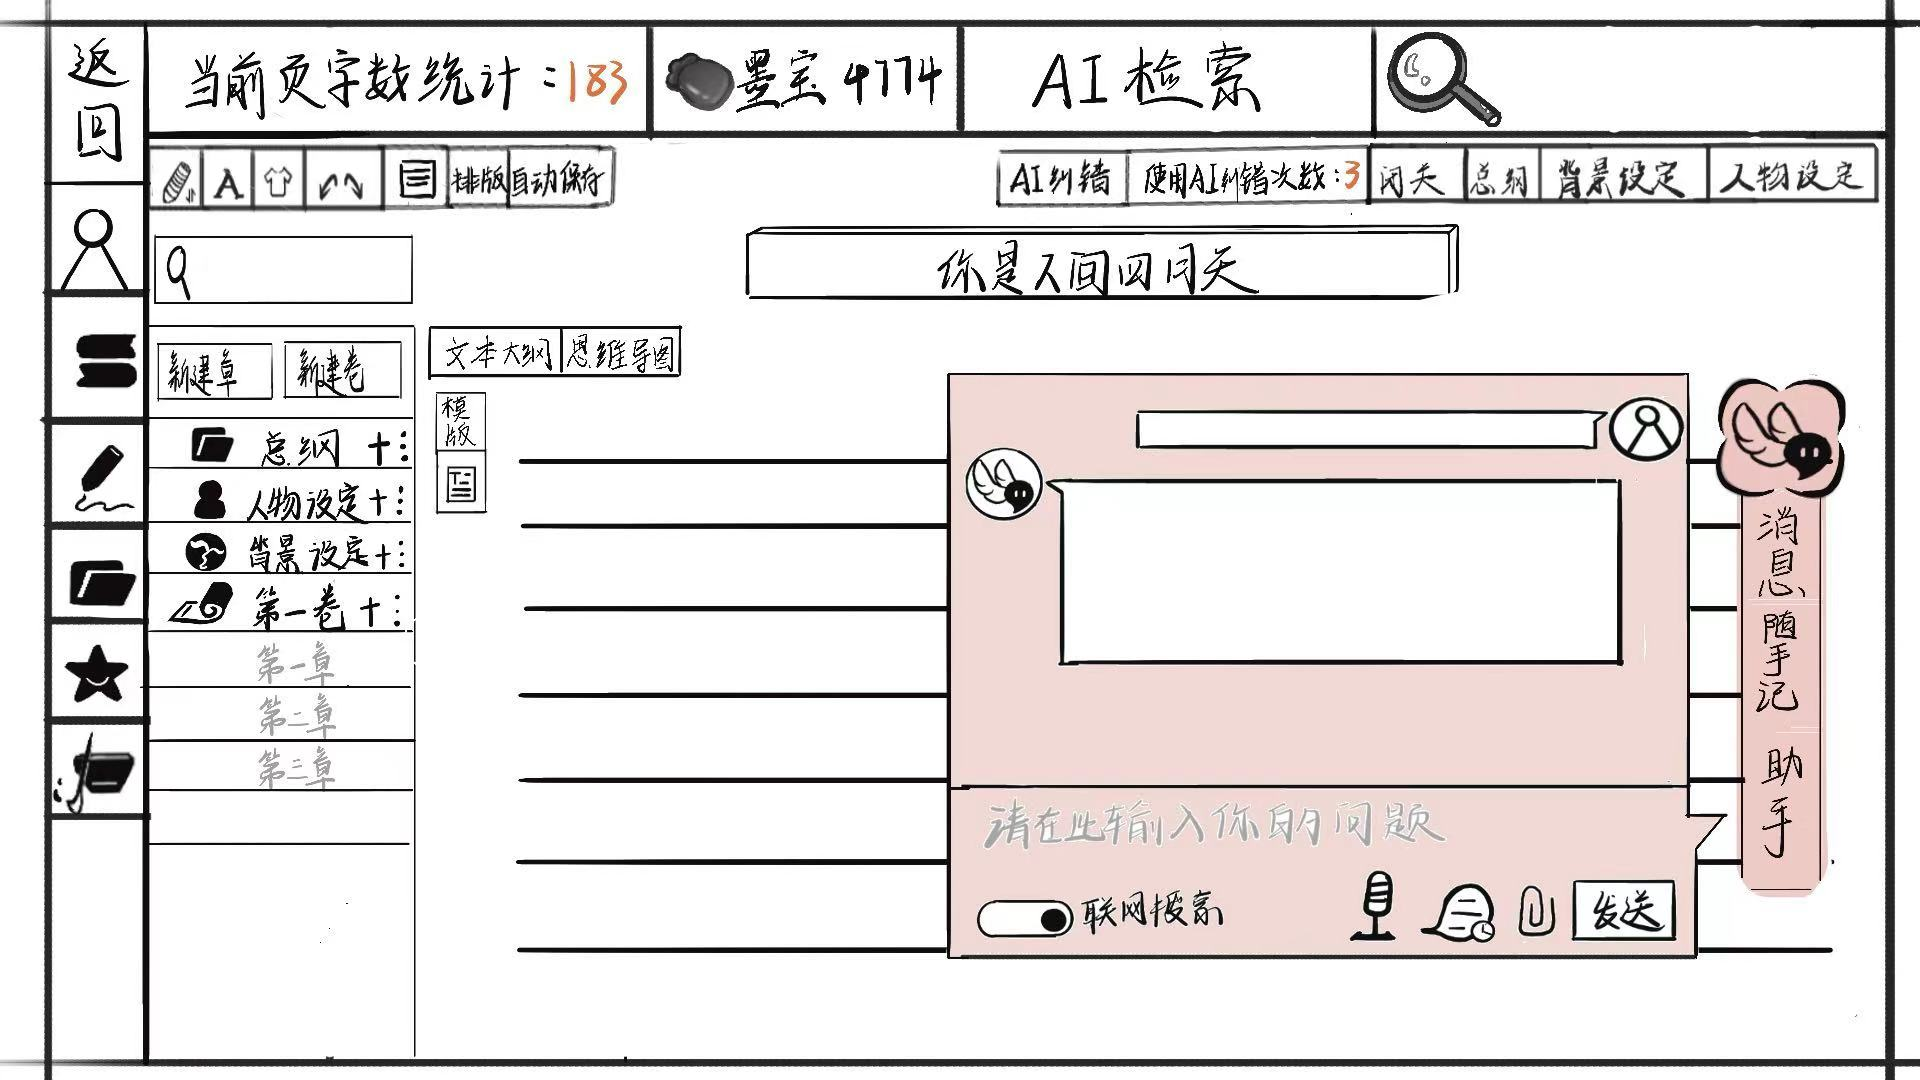 返回
当前页字数统计：183
墨宝 4774
AI 检索
A
排版
自动保存
AI纠错
使用AI纠错次数：3
闭关
总纲
背景设定
人物设定
你是人间四月天
新建章
新建卷
文本大纲
思维导图
模版
总纲 +
人物设定 +
背景设定 +
第一卷 +
第一章
第二章
第三章
消息
随手记
助手
请在此输入你的问题
联网搜索
发送